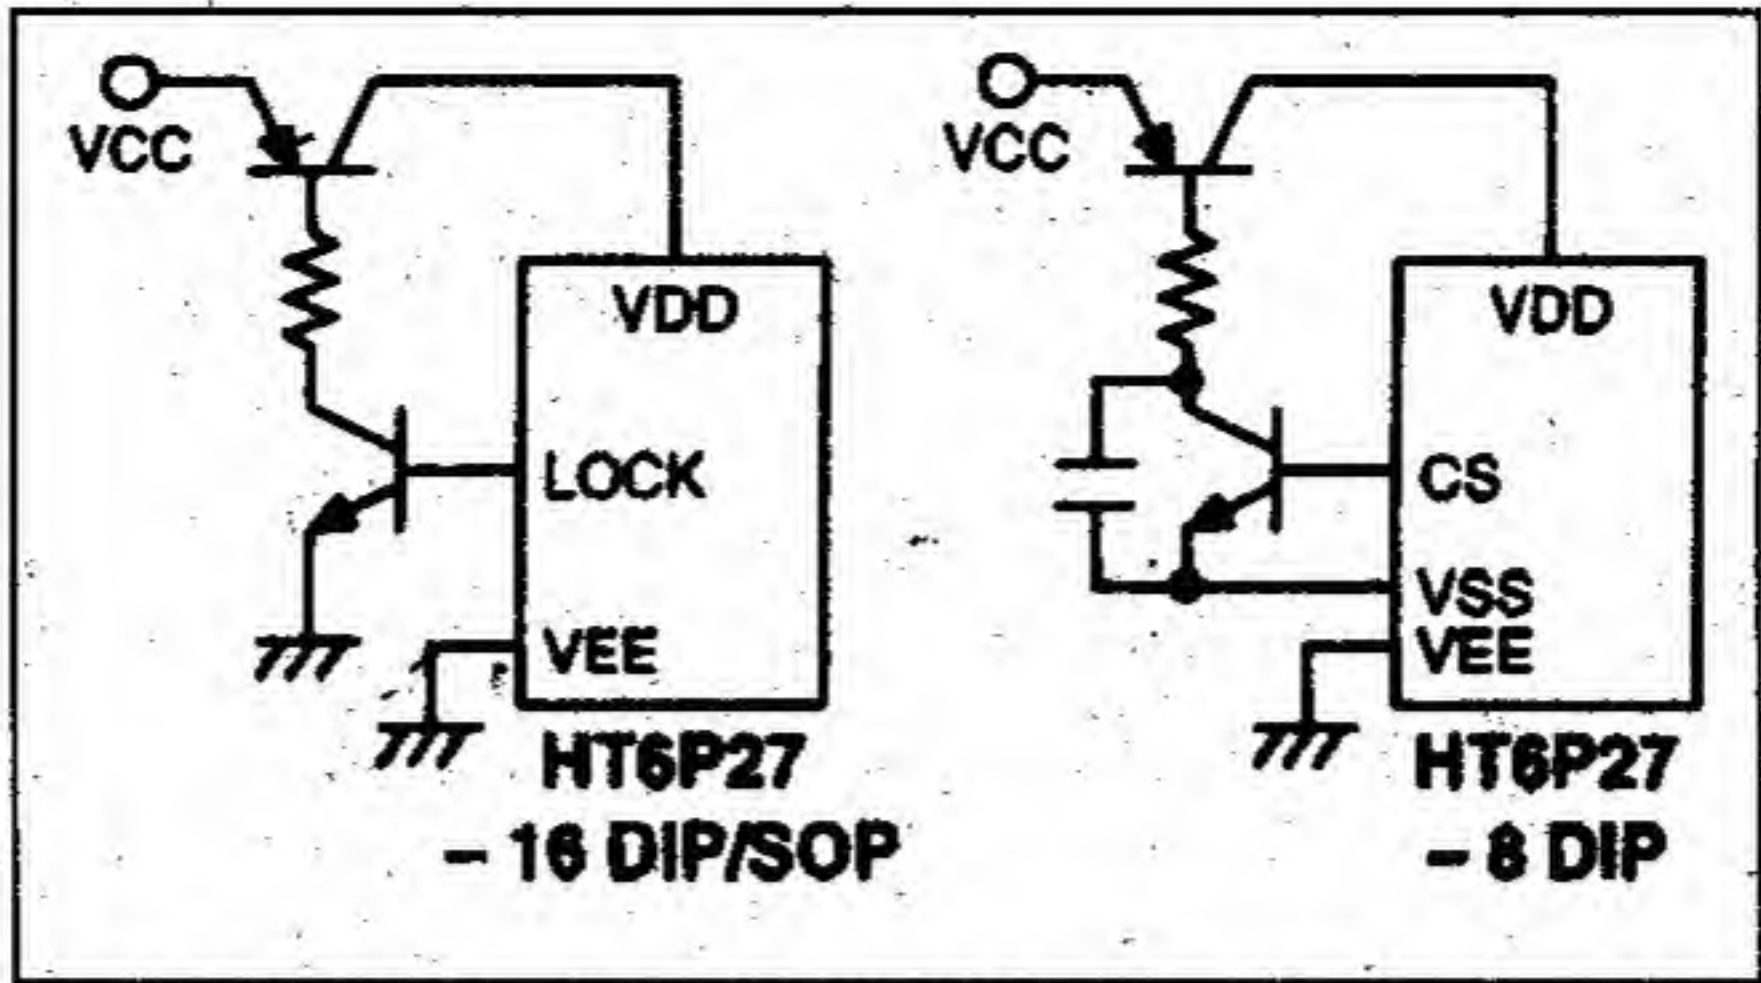 VCC
VDD
LOCK
VEE
HT6P27
– 16 DIP/SOP
VCC
VDD
CS
VSS
VEE
HT6P27
– 8 DIP